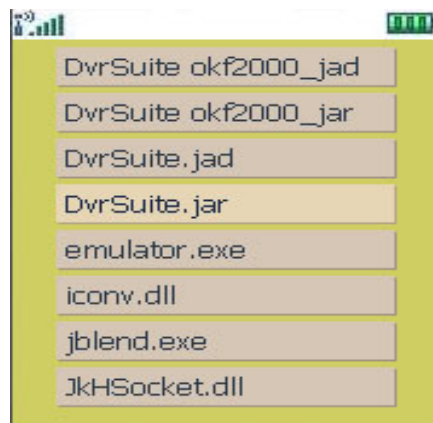 DvrSuite okf2000_jad
DvrSuite okf2000_jar
DvrSuite.jad
DvrSuite.jar
emulator.exe
iconv.dll
jblend.exe
JkHSocket.dll